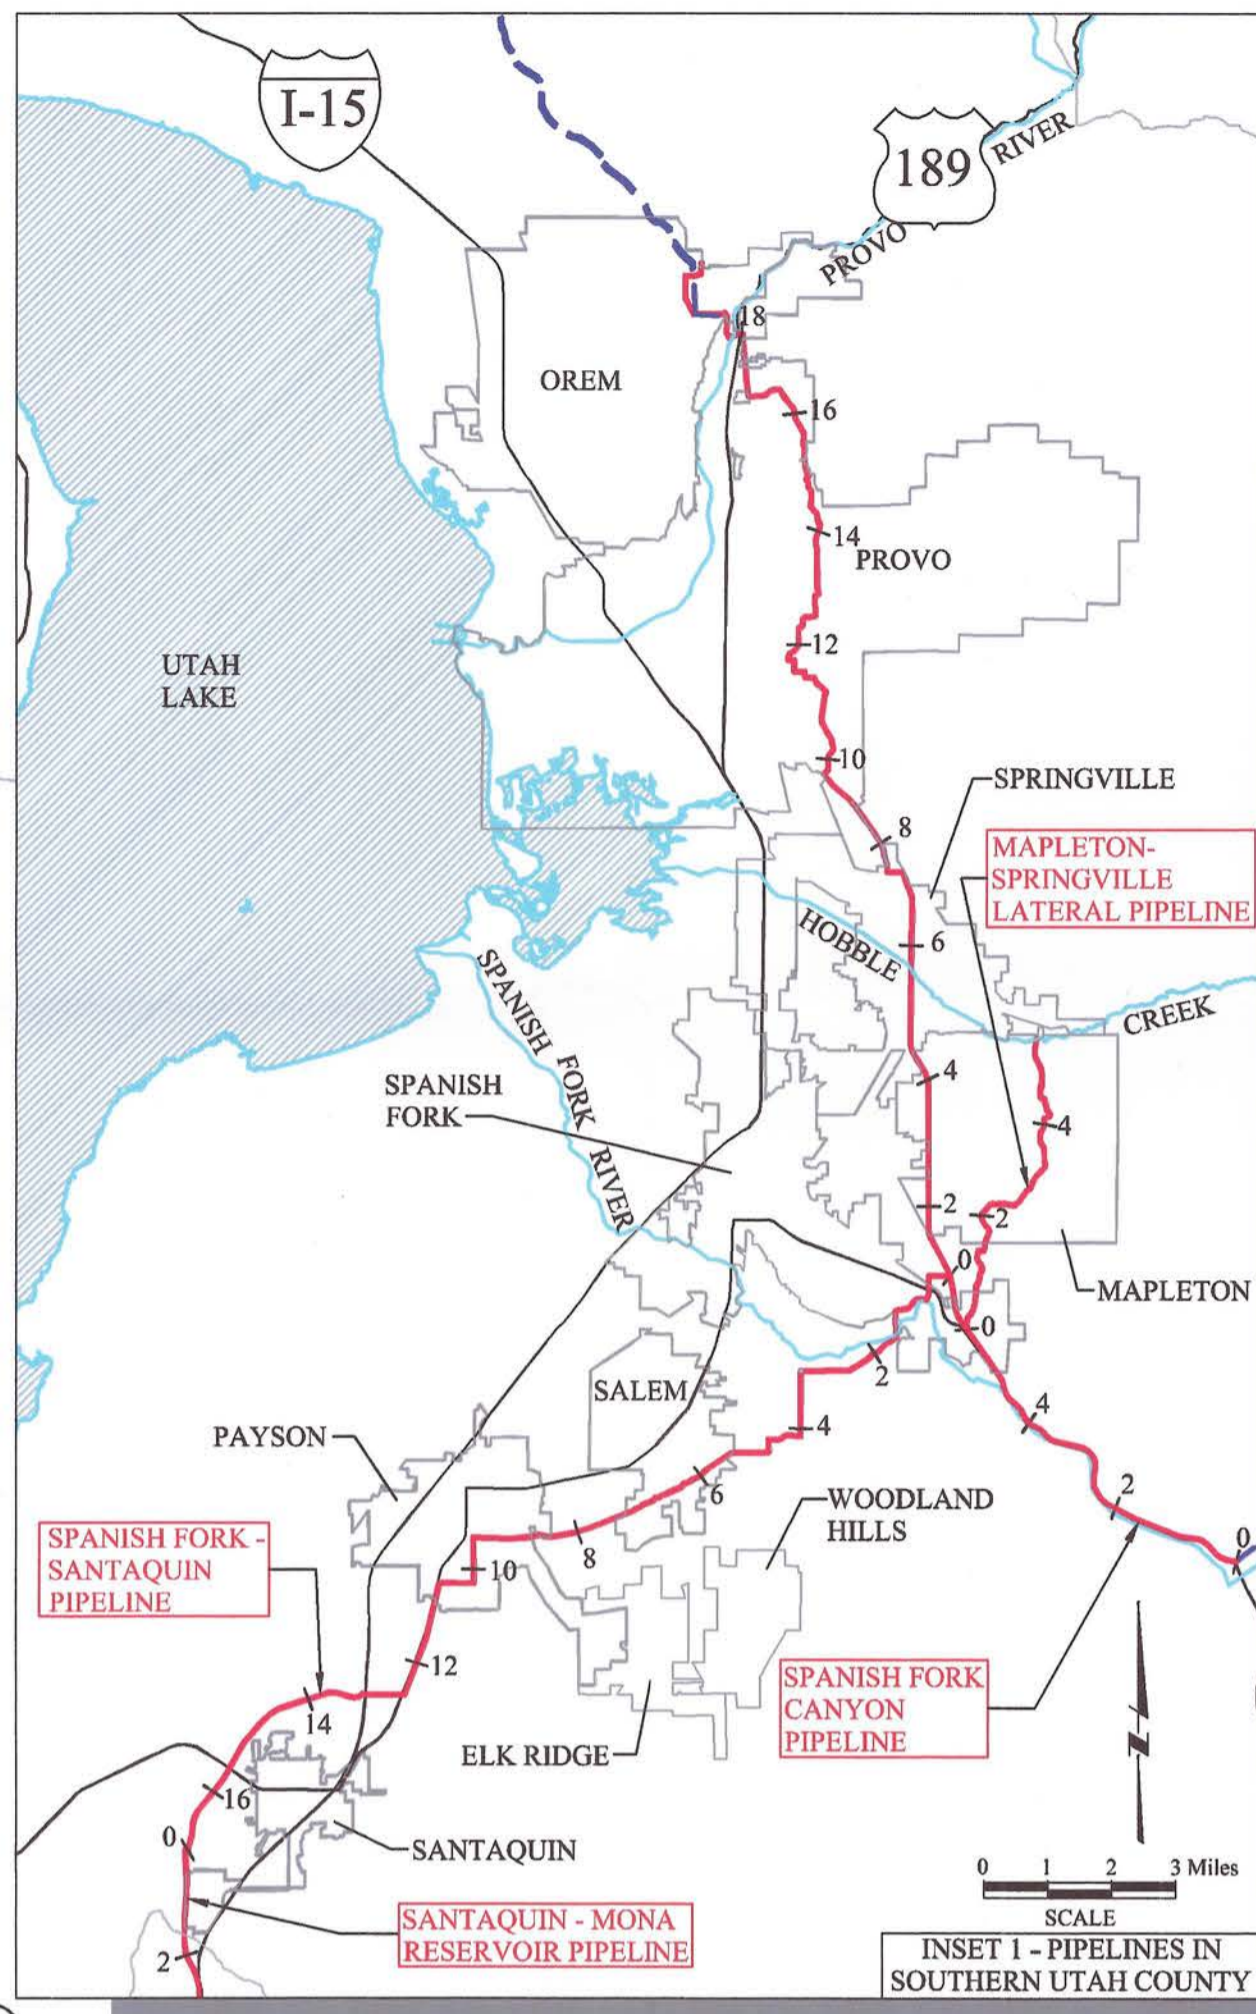 I-15
189
PROVO
RIVER
18
OREM
16
14
PROVO
12
UTAH
LAKE
10
SPRINGVILLE
8
MAPLETON-
SPRINGVILLE
LATERAL PIPELINE
HOBBLE
CREEK
6
SPANISH FORK RIVER
4
SPANISH
FORK
4
2
2
0
MAPLETON
0
2
SALEM
4
4
PAYSON
6
2
WOODLAND
HILLS
SPANISH FORK -
SANTAQUIN
PIPELINE
8
0
10
12
SPANISH FORK
CANYON
PIPELINE
14
ELK RIDGE
16
0
SANTAQUIN
0 1 2 3 Miles
SCALE
SANTAQUIN - MONA
RESERVOIR PIPELINE
2
N
INSET 1 - PIPELINES IN
SOUTHERN UTAH COUNTY